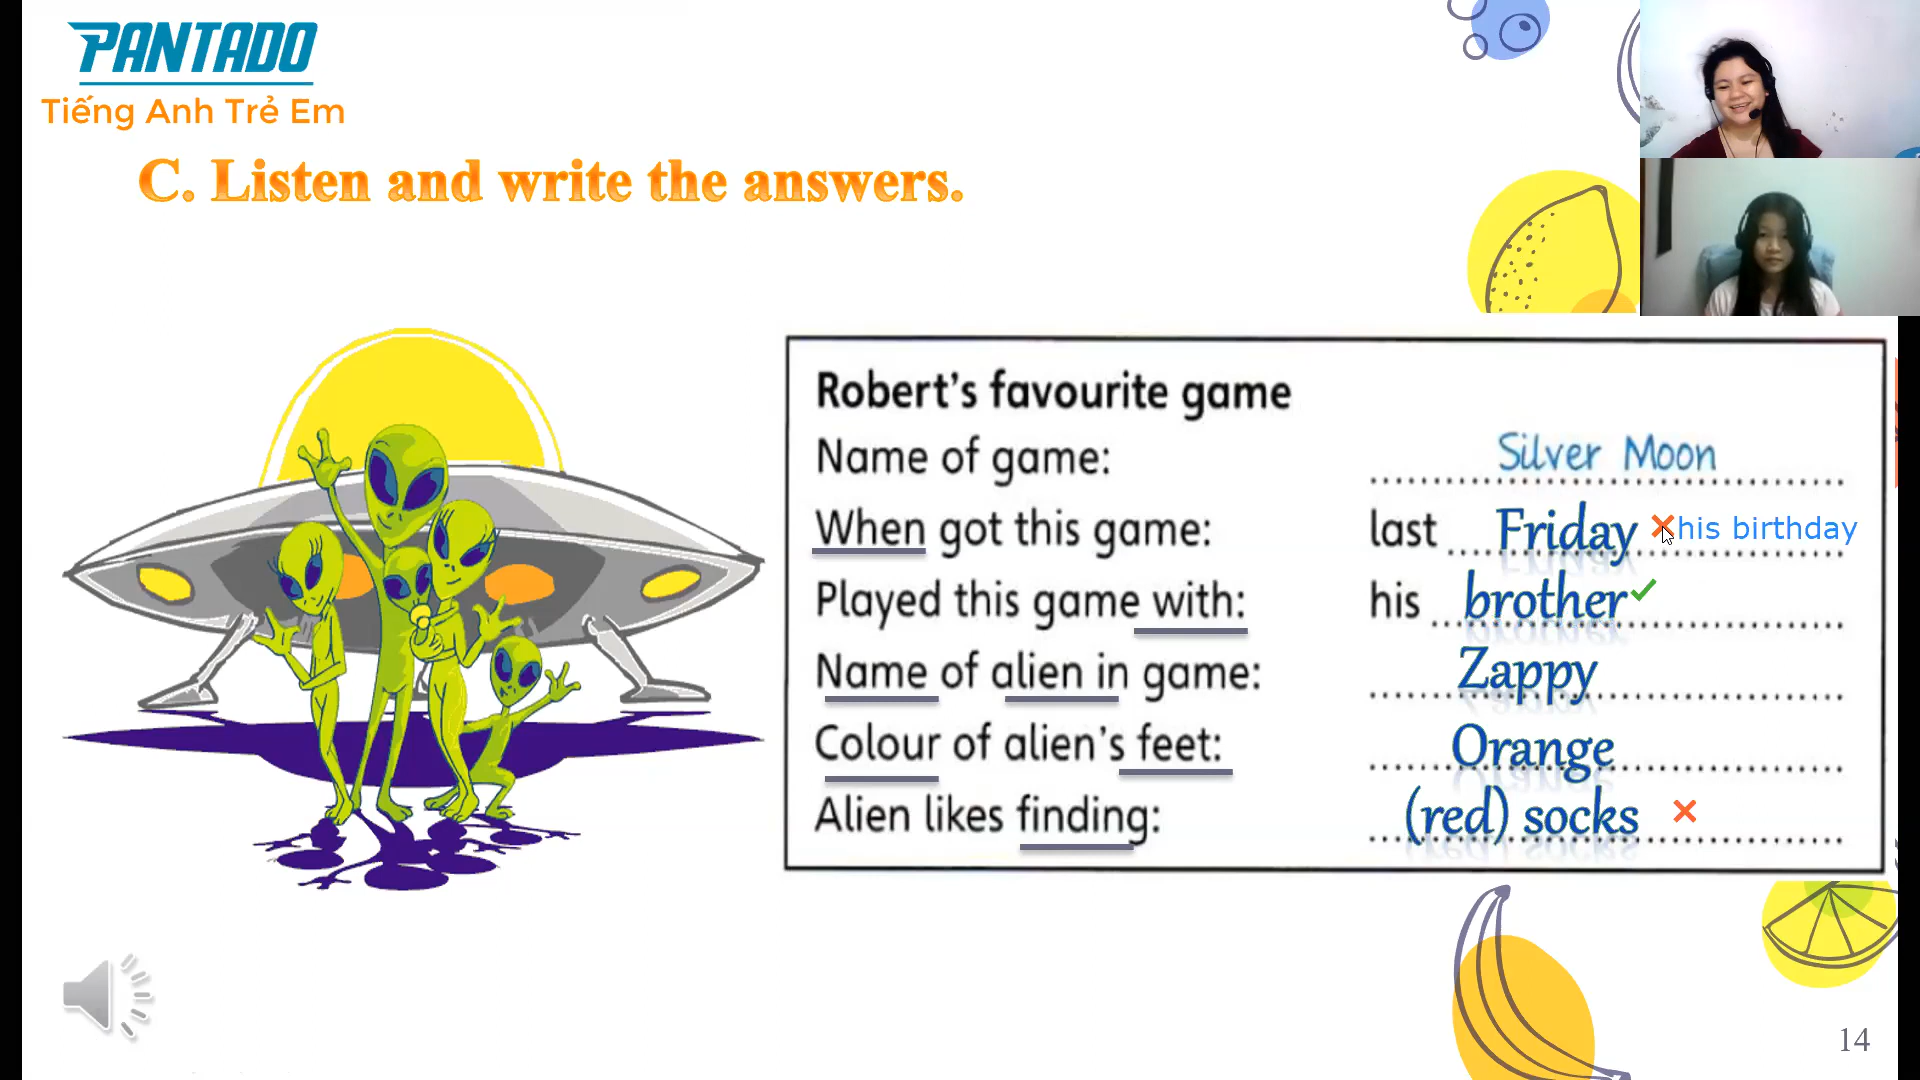 PANTADO
Tiếng Anh Trẻ Em
C. Listen and write the answers.
Robert's favourite game
Name of game: Silver Moon
When got this game: last Friday his birthday
Played this game with: his brother
Name of alien in game: Zappy
Colour of alien's feet: Orange
Alien likes finding: (red) socks
14